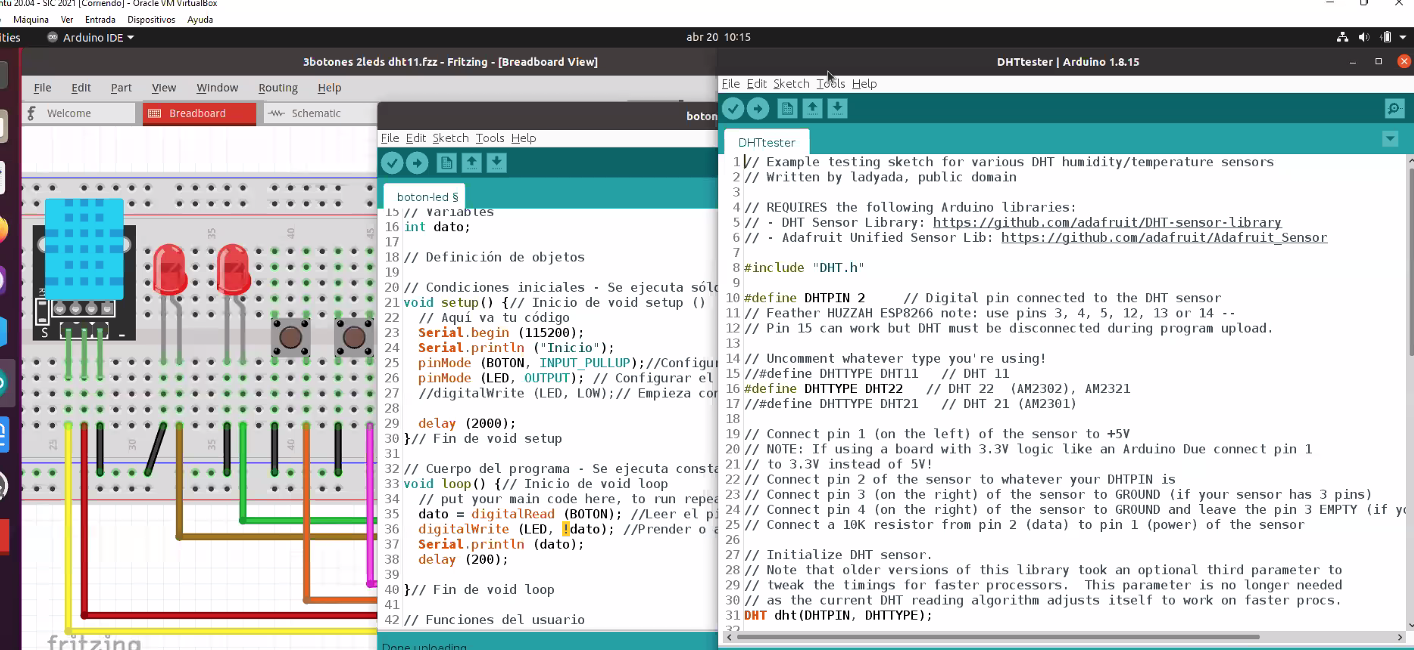 ntu 20.04 - SIC 2021 [Corriendo] - Oracle VM VirtualBox
Máquina Ver Entrada Dispositivos Ayuda
ities Arduino IDE abr 20 10:15
3botones 2leds dht11.fzz - Fritzing - [Breadboard View]
File Edit Part View Window Routing Help
Welcome Breadboard Schematic
35
40
45
S
-
25
30
35
40
45
fritzing
boton
File Edit Sketch Tools Help
boton-led §
15 // Variables
16 int dato;
17
18 // Definición de objetos
19
20 // Condiciones iniciales - Se ejecuta sól
21 void setup() {// Inicio de void setup ()
22 // Aquí va tu código
23 Serial.begin (115200);
24 Serial.println ("Inicio");
25 pinMode (BOTON, INPUT_PULLUP);//Configur
26 pinMode (LED, OUTPUT); // Configurar el
27 //digitalWrite (LED, LOW);// Empieza con
28
29 delay (2000);
30 }// Fin de void setup
31
32 // Cuerpo del programa - Se ejecuta consta
33 void loop() {// Inicio de void loop
34 // put your main code here, to run repea
35 dato = digitalRead (BOTON); //Leer el pi
36 digitalWrite (LED, !dato); //Prender o a
37 Serial.println (dato);
38 delay (200);
39
40 }// Fin de void loop
41
42 // Funciones del usuario
Done uploading
DHTtester | Arduino 1.8.15
File Edit Sketch Tools Help
DHTtester
1 // Example testing sketch for various DHT humidity/temperature sensors
2 // Written by ladyada, public domain
3
4 // REQUIRES the following Arduino libraries:
5 // - DHT Sensor Library: https://github.com/adafruit/DHT-sensor-library
6 // - Adafruit Unified Sensor Lib: https://github.com/adafruit/Adafruit_Sensor
7
8 #include "DHT.h"
9
10 #define DHTPIN 2 // Digital pin connected to the DHT sensor
11 // Feather HUZZAH ESP8266 note: use pins 3, 4, 5, 12, 13 or 14 --
12 // Pin 15 can work but DHT must be disconnected during program upload.
13
14 // Uncomment whatever type you're using!
15 //#define DHTTYPE DHT11 // DHT 11
16 #define DHTTYPE DHT22 // DHT 22 (AM2302), AM2321
17 //#define DHTTYPE DHT21 // DHT 21 (AM2301)
18
19 // Connect pin 1 (on the left) of the sensor to +5V
20 // NOTE: If using a board with 3.3V logic like an Arduino Due connect pin 1
21 // to 3.3V instead of 5V!
22 // Connect pin 2 of the sensor to whatever your DHTPIN is
23 // Connect pin 3 (on the right) of the sensor to GROUND (if your sensor has 3 pins)
24 // Connect pin 4 (on the right) of the sensor to GROUND and leave the pin 3 EMPTY (if yo
25 // Connect a 10K resistor from pin 2 (data) to pin 1 (power) of the sensor
26
27 // Initialize DHT sensor.
28 // Note that older versions of this library took an optional third parameter to
29 // tweak the timings for faster processors. This parameter is no longer needed
30 // as the current DHT reading algorithm adjusts itself to work on faster procs.
31 DHT dht(DHTPIN, DHTTYPE);
32